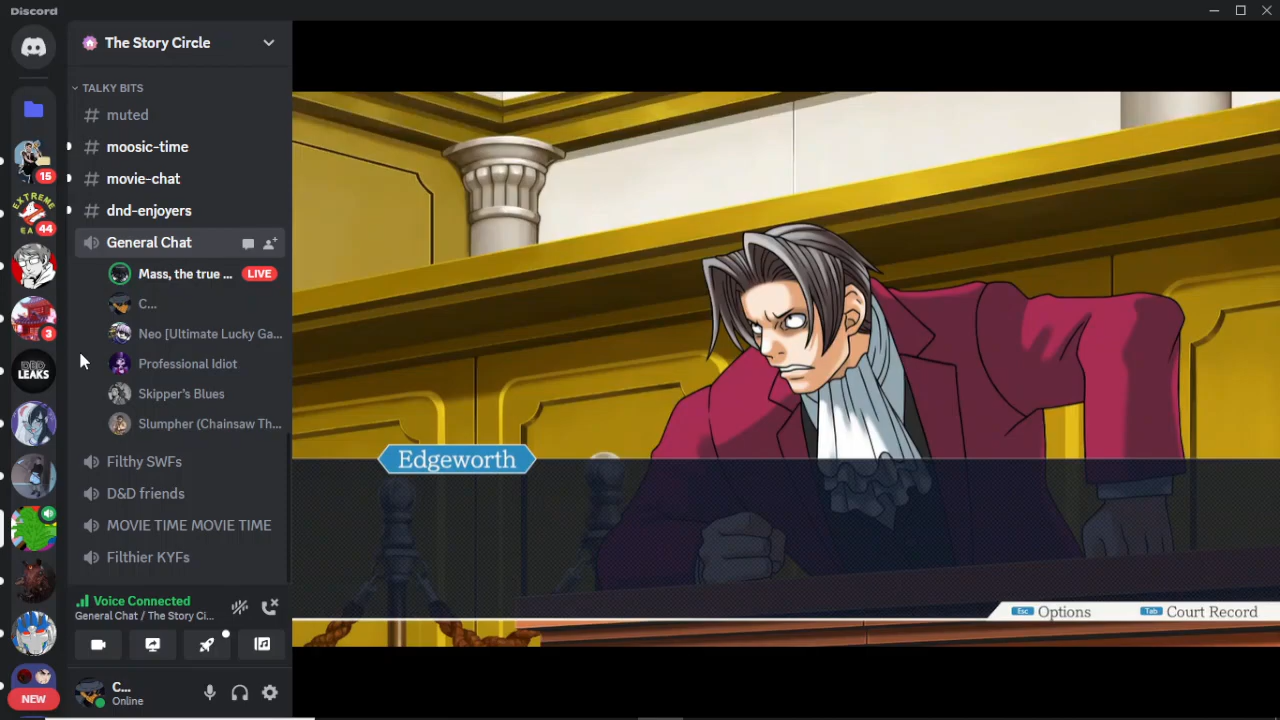 Discord
The Story Circle
TALKY BITS
muted
moosic-time
movie-chat
dnd-enjoyers
General Chat
Mass, the true ... LIVE
C...
Neo [Ultimate Lucky Ga...
Professional Idiot
Skipper's Blues
Slumpher (Chainsaw Th...
Filthy SWFs
D&D friends
MOVIE TIME MOVIE TIME
Filthier KYFs
Voice Connected
General Chat / The Story Ci...
C...
Online
15
EXTREME
44
3
LEAKS
NEW
Edgeworth
Esc Options Tab Court Record